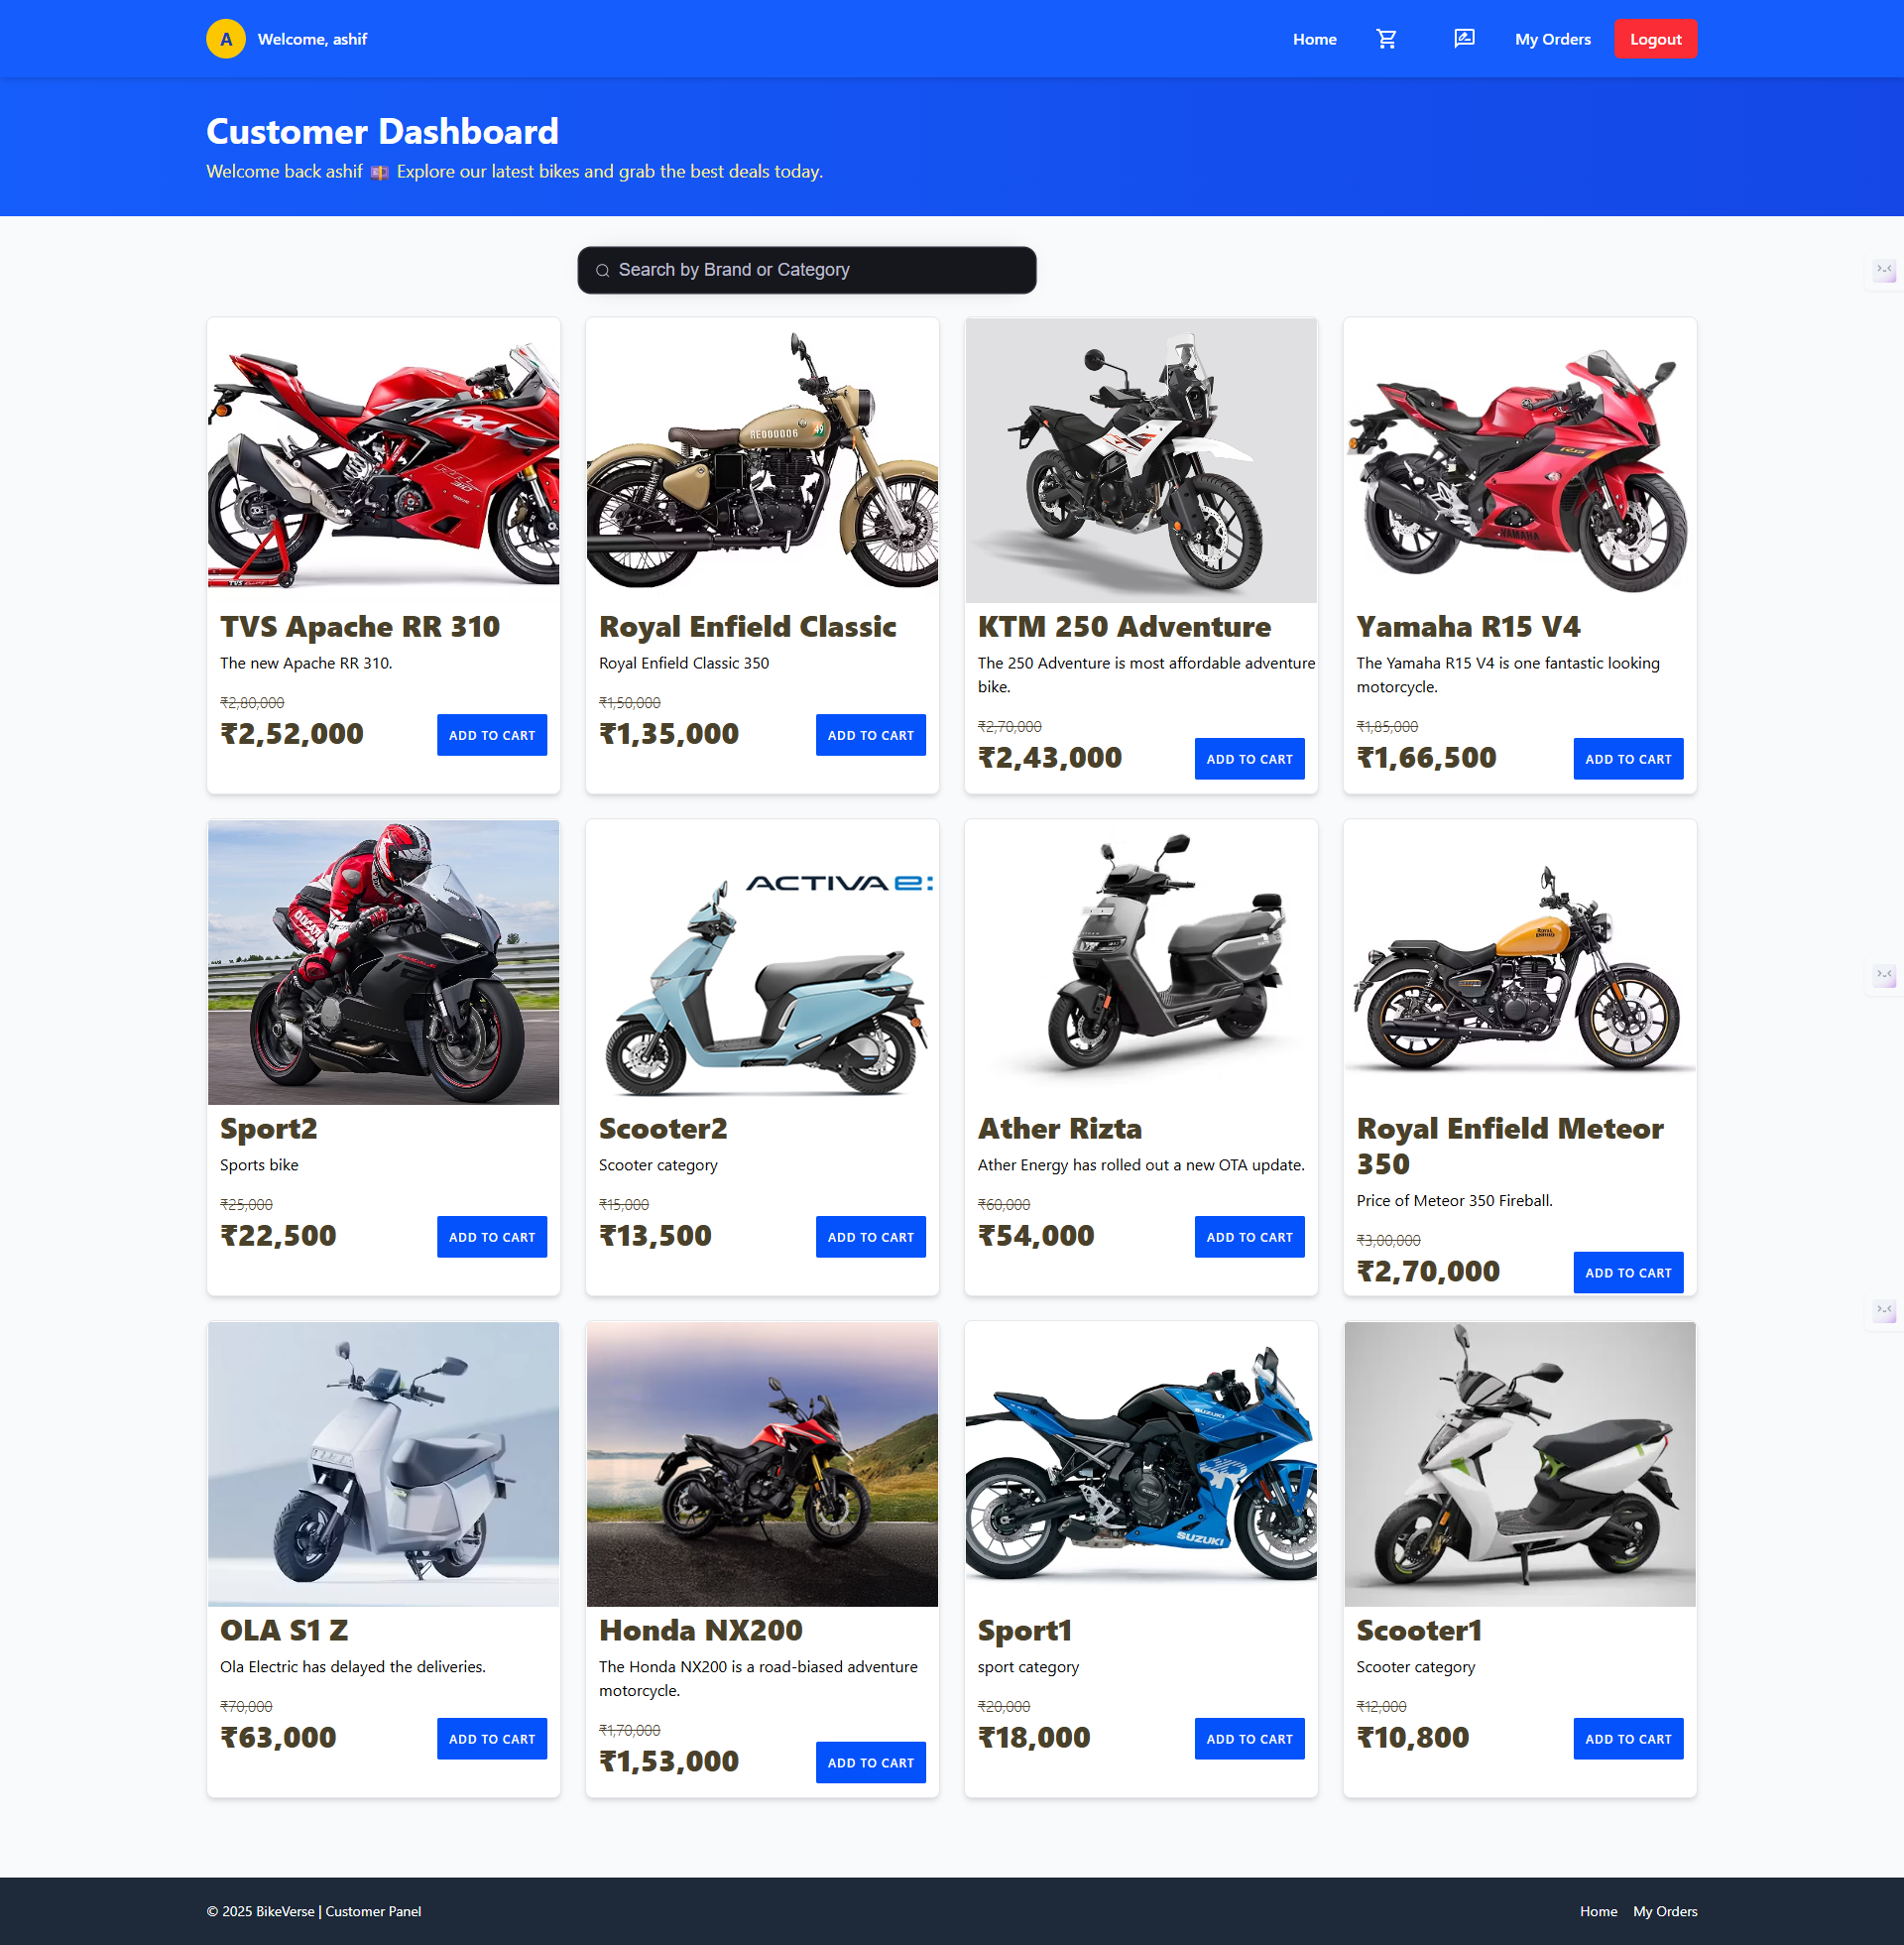 A
Welcome, ashif
Home
My Orders
Logout
Customer Dashboard
Welcome back ashif 💷 Explore our latest bikes and grab the best deals today.
Search by Brand or Category
RE000006
TVS
YAMAHA
TVS Apache RR 310
The new Apache RR 310.
₹2,80,000
₹2,52,000
ADD TO CART
Royal Enfield Classic
Royal Enfield Classic 350
₹1,50,000
₹1,35,000
ADD TO CART
KTM 250 Adventure
The 250 Adventure is most affordable adventure
bike.
₹2,70,000
₹2,43,000
ADD TO CART
Yamaha R15 V4
The Yamaha R15 V4 is one fantastic looking
motorcycle.
₹1,85,000
₹1,66,500
ADD TO CART
DUCATI
ACTIVA e:
ROYAL
ENFIELD
Sport2
Sports bike
₹25,000
₹22,500
ADD TO CART
Scooter2
Scooter category
₹15,000
₹13,500
ADD TO CART
Ather Rizta
Ather Energy has rolled out a new OTA update.
₹60,000
₹54,000
ADD TO CART
Royal Enfield Meteor
350
Price of Meteor 350 Fireball.
₹3,00,000
₹2,70,000
ADD TO CART
SUZUKI
SUZUKI
OLA S1 Z
Ola Electric has delayed the deliveries.
₹70,000
₹63,000
ADD TO CART
Honda NX200
The Honda NX200 is a road-biased adventure
motorcycle.
₹1,70,000
₹1,53,000
ADD TO CART
Sport1
sport category
₹20,000
₹18,000
ADD TO CART
Scooter1
Scooter category
₹12,000
₹10,800
ADD TO CART
© 2025 BikeVerse | Customer Panel
Home
My Orders